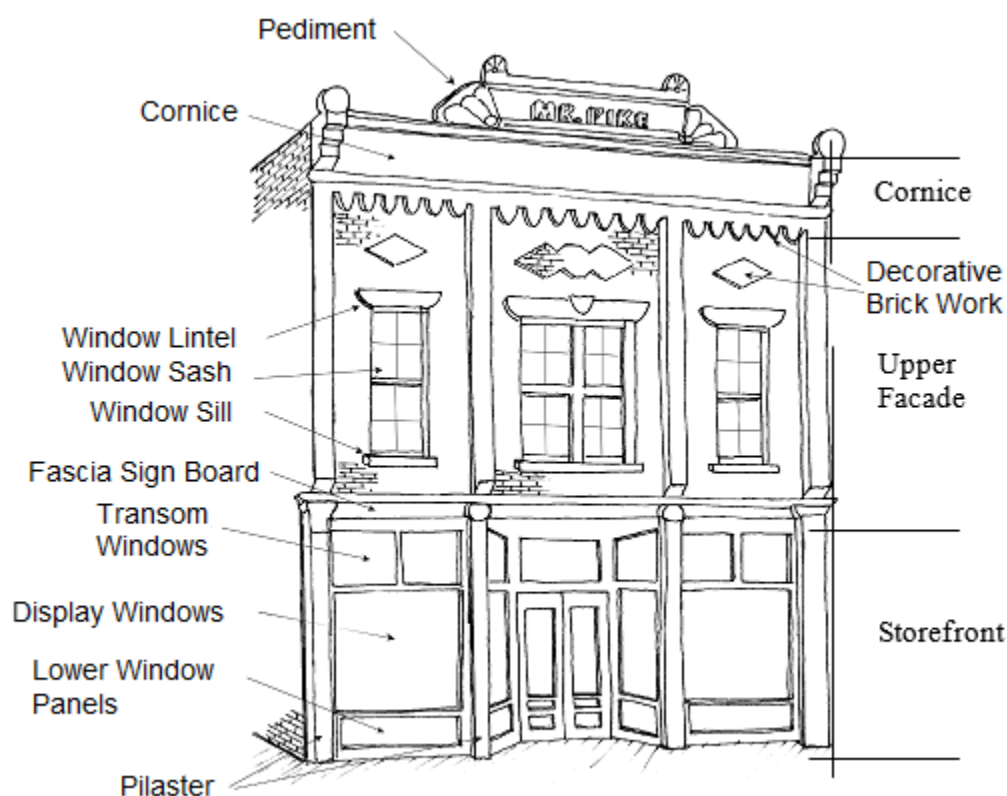 Pediment
Cornice
MR. PIKE
Cornice
Decorative
Brick Work
Window Lintel
Window Sash
Window Sill
Upper
Facade
Fascia Sign Board
Transom
Windows
Display Windows
Storefront
Lower Window
Panels
Pilaster